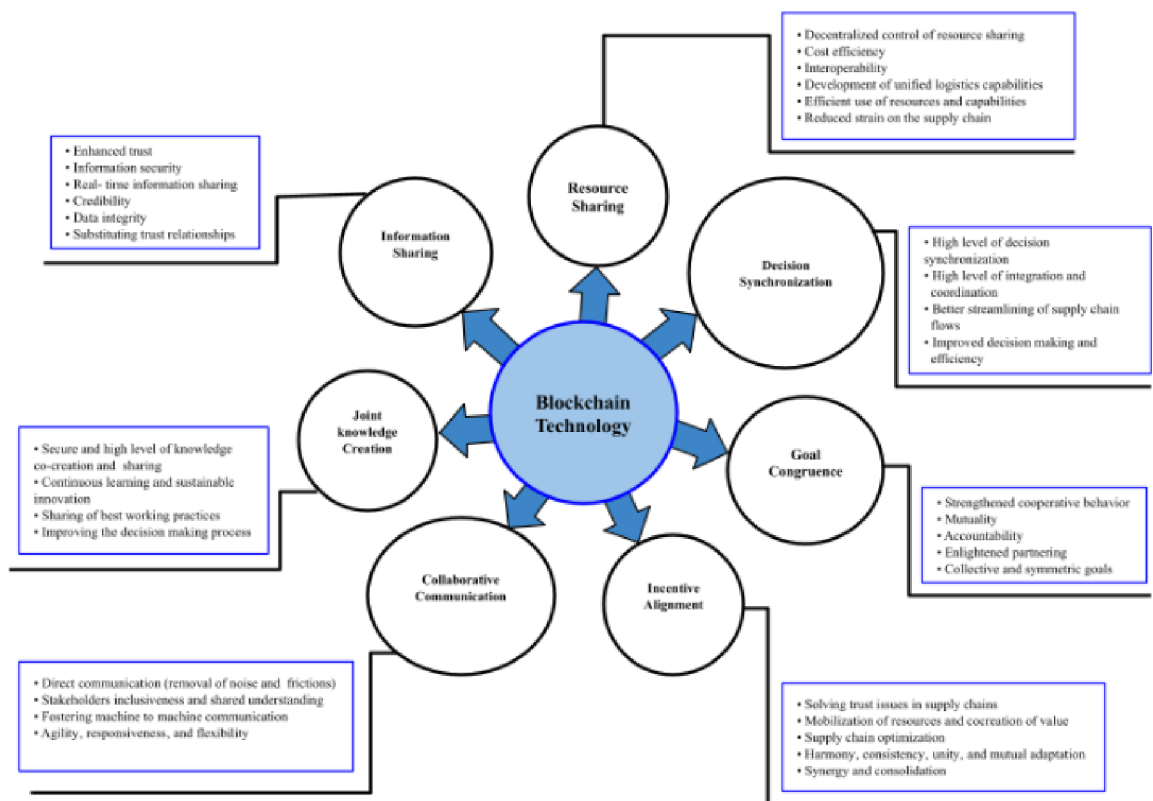 • Decentralized control of resource sharing
• Cost efficiency
• Interoperability
• Development of unified logistics capabilities
• Efficient use of resources and capabilities
• Reduced strain on the supply chain
• Enhanced trust
• Information security
• Real- time information sharing
• Credibility
• Data integrity
• Substituting trust relationships
Resource
Sharing
Information
Sharing
Decision
Synchronization
• High level of decision
synchronization
• High level of integration and
coordination
• Better streamlining of supply chain
flows
• Improved decision making and
efficiency
Blockchain
Technology
Joint
knowledge
Creation
Goal
Congruence
• Secure and high level of knowledge
co-creation and sharing
• Continuous learning and sustainable
innovation
• Sharing of best working practices
• Improving the decision making process
• Strengthened cooperative behavior
• Mutuality
• Accountability
• Enlightened partnering
• Collective and symmetric goals
Collaborative
Communication
Incentive
Alignment
• Direct communication (removal of noise and frictions)
• Stakeholders inclusiveness and shared understanding
• Fostering machine to machine communication
• Agility, responsiveness, and flexibility
• Solving trust issues in supply chains
• Mobilization of resources and cocreation of value
• Supply chain optimization
• Harmony, consistency, unity, and mutual adaptation
• Synergy and consolidation